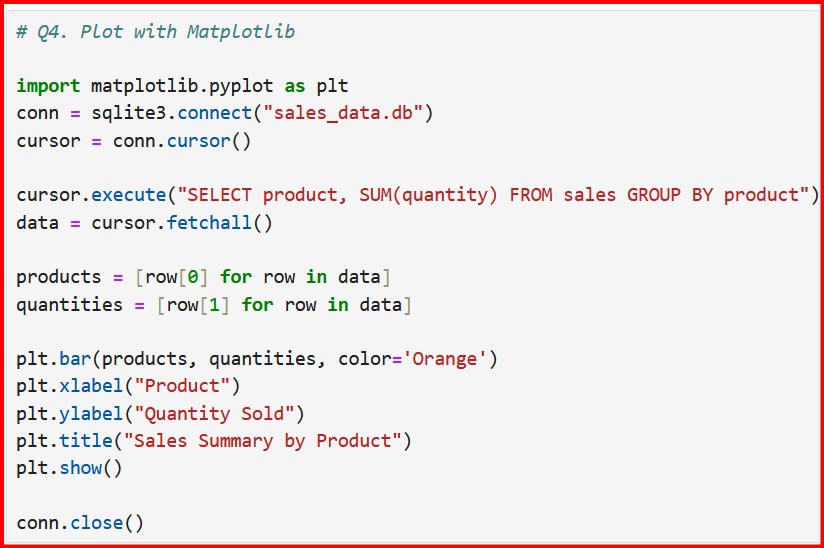 # Q4. Plot with Matplotlib
import matplotlib.pyplot as plt
conn = sqlite3.connect("sales_data.db")
cursor = conn.cursor()
cursor.execute("SELECT product, SUM(quantity) FROM sales GROUP BY product")
data = cursor.fetchall()
products = [row[0] for row in data]
quantities = [row[1] for row in data]
plt.bar(products, quantities, color='Orange')
plt.xlabel("Product")
plt.ylabel("Quantity Sold")
plt.title("Sales Summary by Product")
plt.show()
conn.close()